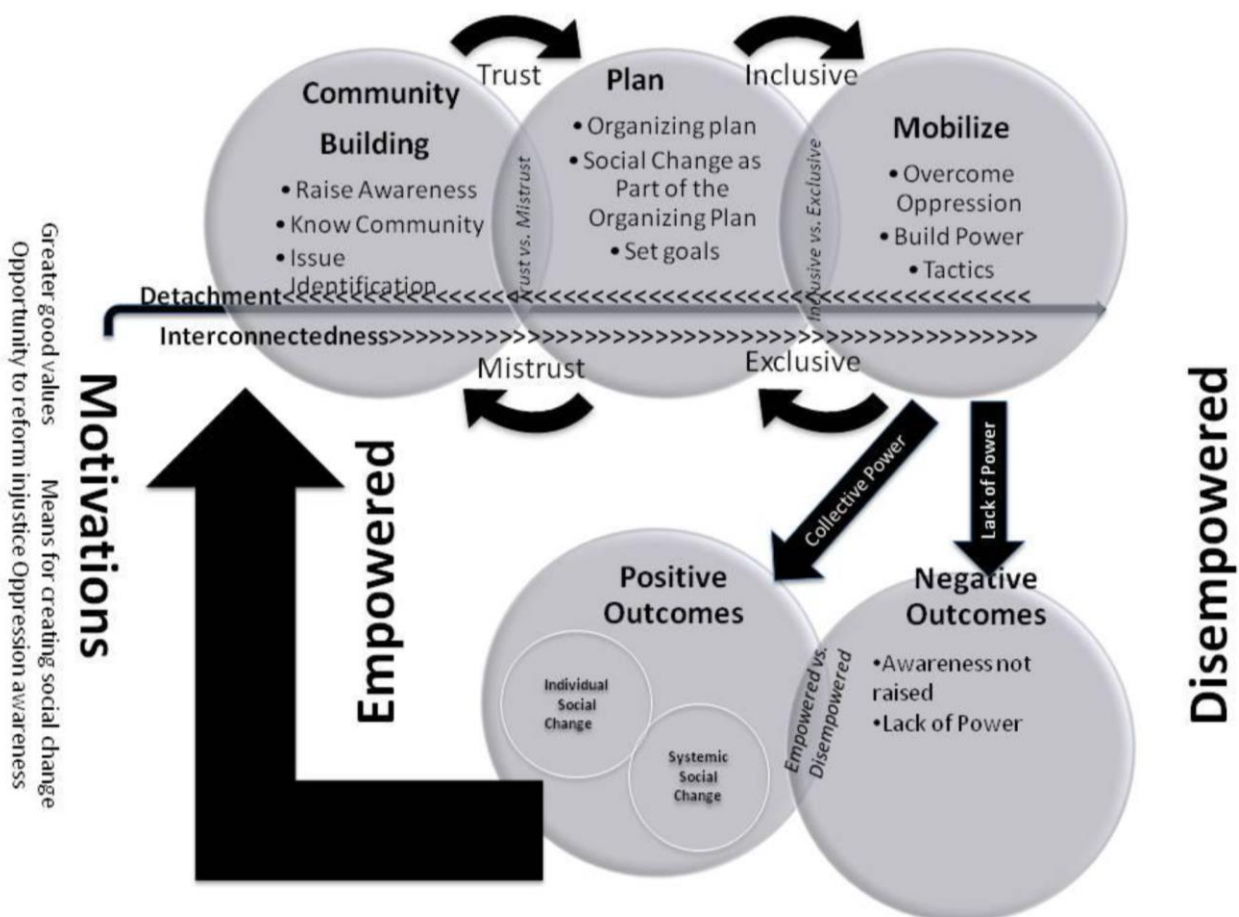 Trust
Inclusive
Community
Building
• Raise Awareness
• Know Community
• Issue
Identification
Trust vs. Mistrust
Plan
• Organizing plan
• Social Change as
Part of the
Organizing Plan
• Set goals
Inclusive vs. Exclusive
Mobilize
• Overcome
Oppression
• Build Power
• Tactics
Detachment<<<<<<<<<<<<<<<<<<<<<<<<<<<<<<<<<<<<<<<<<<<<<<<<<<<<<<<<
Interconnectedness>>>>>>>>>>>>>>>>>>>>>>>>>>>>>>>>>>>>>>>>>>>>>>>>
Mistrust
Exclusive
Motivations
Greater good values Means for creating social change
Opportunity to reform injustice Oppression awareness
Empowered
Disempowered
Collective Power
Lack of Power
Positive
Outcomes
Individual
Social
Change
Systemic
Social
Change
Empowered vs.
Disempowered
Negative
Outcomes
•Awareness not
raised
•Lack of Power